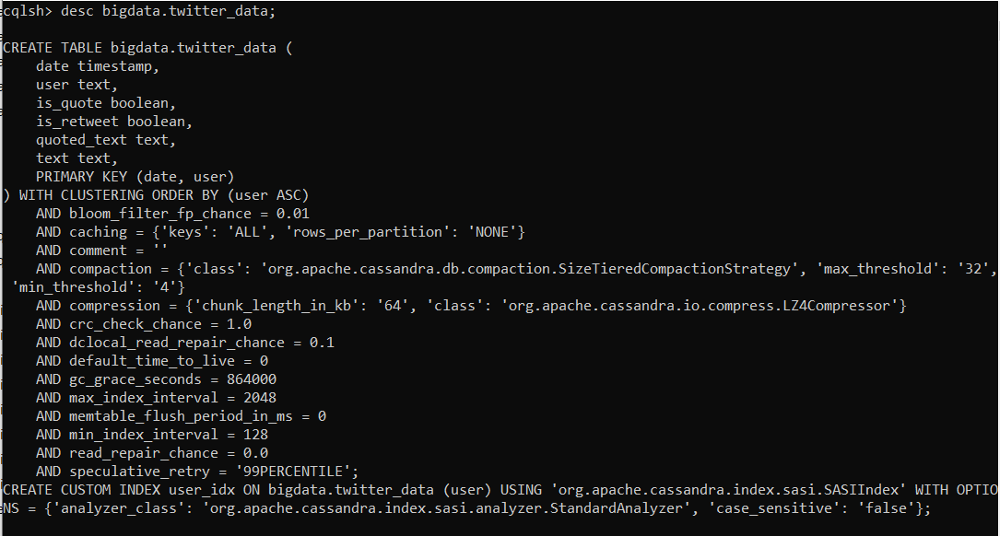 cqlsh> desc bigdata.twitter_data;
CREATE TABLE bigdata.twitter_data (
    date timestamp,
    user text,
    is_quote boolean,
    is_retweet boolean,
    quoted_text text,
    text text,
    PRIMARY KEY (date, user)
) WITH CLUSTERING ORDER BY (user ASC)
    AND bloom_filter_fp_chance = 0.01
    AND caching = {'keys': 'ALL', 'rows_per_partition': 'NONE'}
    AND comment = ''
    AND compaction = {'class': 'org.apache.cassandra.db.compaction.SizeTieredCompactionStrategy', 'max_threshold': '32',
 'min_threshold': '4'}
    AND compression = {'chunk_length_in_kb': '64', 'class': 'org.apache.cassandra.io.compress.LZ4Compressor'}
    AND crc_check_chance = 1.0
    AND dclocal_read_repair_chance = 0.1
    AND default_time_to_live = 0
    AND gc_grace_seconds = 864000
    AND max_index_interval = 2048
    AND memtable_flush_period_in_ms = 0
    AND min_index_interval = 128
    AND read_repair_chance = 0.0
    AND speculative_retry = '99PERCENTILE';
CREATE CUSTOM INDEX user_idx ON bigdata.twitter_data (user) USING 'org.apache.cassandra.index.sasi.SASIIndex' WITH OPTIO
NS = {'analyzer_class': 'org.apache.cassandra.index.sasi.analyzer.StandardAnalyzer', 'case_sensitive': 'false'};